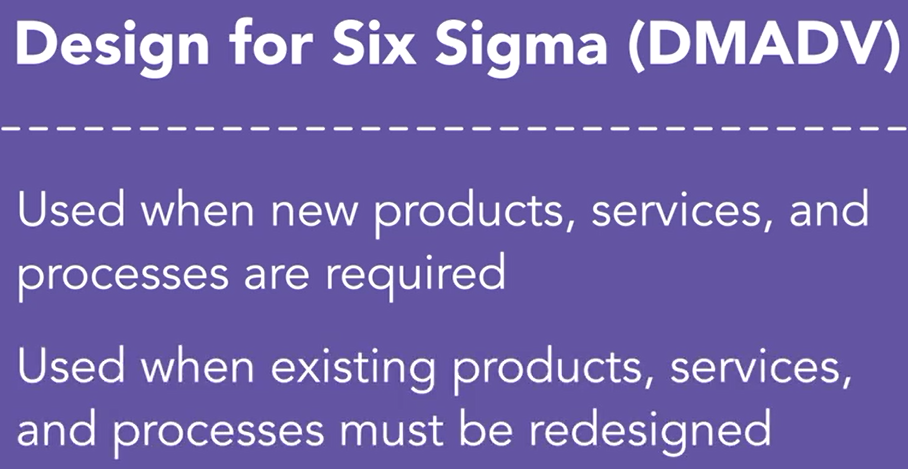 Design for Six Sigma (DMADV)
Used when new products, services, and
processes are required
Used when existing products, services,
and processes must be redesigned